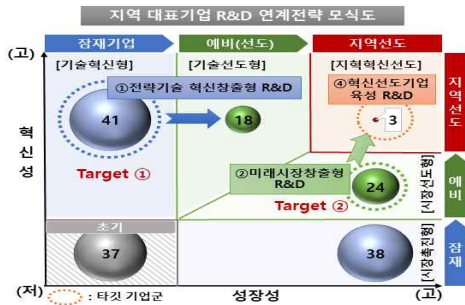 지역 대표기업 R&D 연계전략 모식도
(고)
잠재기업
예비(선도)
지역선도
[기술혁신형]
[기술선도형]
[지역혁신선도]
①전략기술 혁신창출형 R&D
④혁신선도기업
육성 R&D
41
18
3
지역선도
혁신성
Target ①
②미래시장창출형
R&D
24
Target ②
[시장선도형]
예비
초기
37
38
[시장촉진형]
잠재
(저)
성장성
(고)
: 타깃 기업군